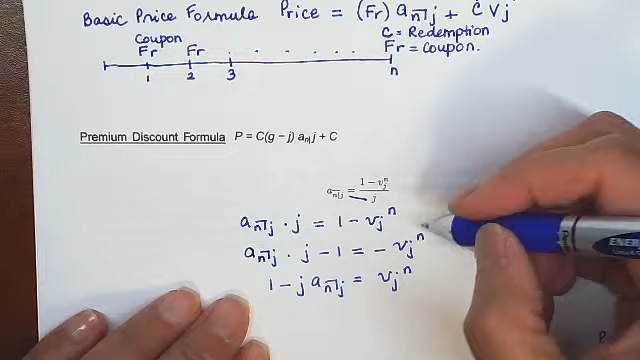 Basic Price Formula Price = (Fr) a_n̅|j + C V_j^n
Coupon C = Redemption
Fr Fr . . . . . . . Fr = Coupon.
1 2 3 n
Premium Discount Formula P = C(g – j) a_n|j + C
a_n̅|j = (1 − v_j^n)/j
a_n̅|j · j = 1 − v_j^n
a_n̅|j · j − 1 = − v_j^n
1 − j a_n̅|j = v_j^n
ENER
P